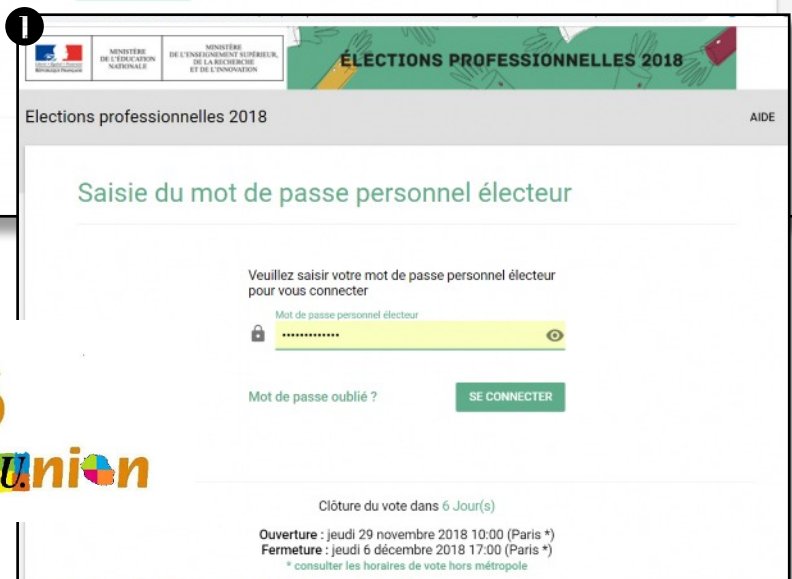 1
MINISTÈRE
DE L'ÉDUCATION
NATIONALE
MINISTÈRE
DE L'ENSEIGNEMENT SUPÉRIEUR,
DE LA RECHERCHE
ET DE L'INNOVATION
ÉLECTIONS PROFESSIONNELLES 2018
Elections professionnelles 2018
AIDE
Saisie du mot de passe personnel électeur
Veuillez saisir votre mot de passe personnel électeur
pour vous connecter
Mot de passe personnel électeur
•••••••••••••
Mot de passe oublié ?
SE CONNECTER
U.nion
Clôture du vote dans 6 Jour(s)
Ouverture : jeudi 29 novembre 2018 10:00 (Paris *)
Fermeture : jeudi 6 décembre 2018 17:00 (Paris *)
* consulter les horaires de vote hors métropole